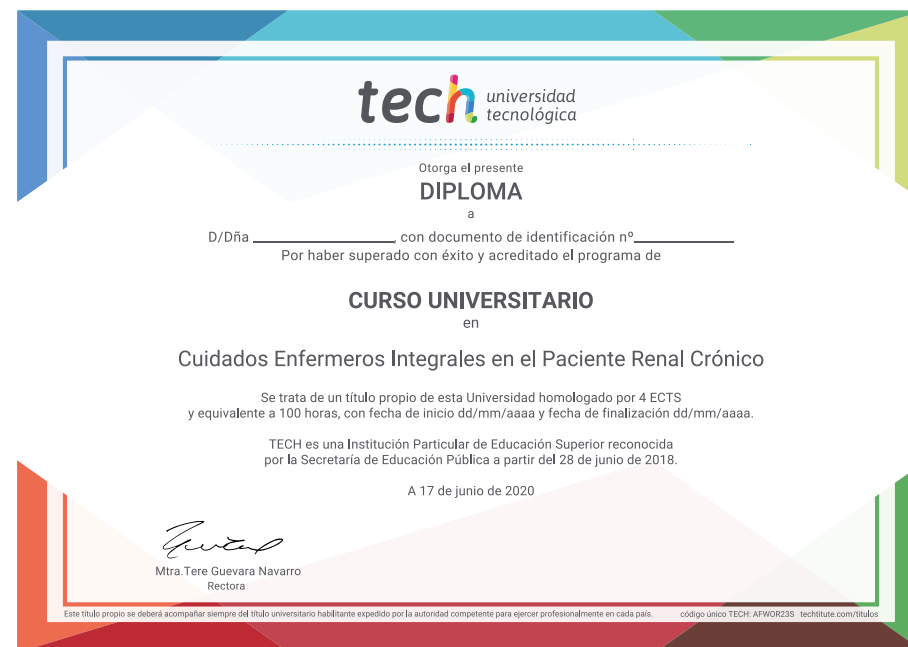 tech universidad
tecnológica
Otorga el presente
DIPLOMA
a
D/Dña ____________________, con documento de identificación nº______________
Por haber superado con éxito y acreditado el programa de
CURSO UNIVERSITARIO
en
Cuidados Enfermeros Integrales en el Paciente Renal Crónico
Se trata de un título propio de esta Universidad homologado por 4 ECTS
y equivalente a 100 horas, con fecha de inicio dd/mm/aaaa y fecha de finalización dd/mm/aaaa.
TECH es una Institución Particular de Educación Superior reconocida
por la Secretaría de Educación Pública a partir del 28 de junio de 2018.
A 17 de junio de 2020
Mtra.Tere Guevara Navarro
Rectora
Este título propio se deberá acompañar siempre del título universitario habilitante expedido por la autoridad competente para ejercer profesionalmente en cada país. código único TECH: AFWOR23S techtitute.com/titulos